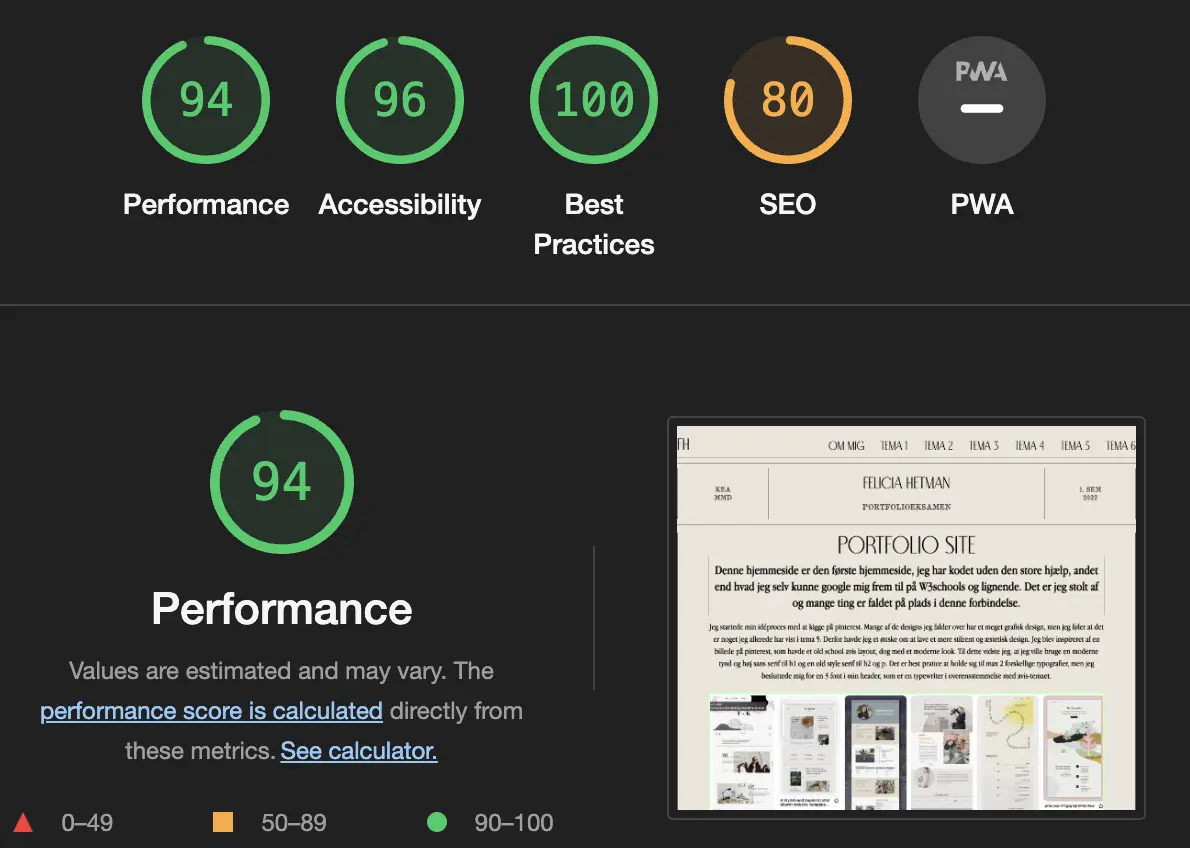 94
96
100
80
PWA
Performance
Accessibility
Best
Practices
SEO
PWA
94
Performance
Values are estimated and may vary. The
performance score is calculated directly from
these metrics. See calculator.
0–49
50–89
90–100
FH
OM MIG TEMA 1 TEMA 2 TEMA 3 TEMA 4 TEMA 5 TEMA 6
KEA
MMD
FELICIA HETMAN
PORTFOLIOEKSAMEN
1. SEM
2022
PORTFOLIO SITE
Denne hjemmeside er den første hjemmeside, jeg har kodet uden den store hjælp, andet
end hvad jeg selv kunne google mig frem til på W3schools og lignende. Det er jeg stolt af
og mange ting er faldet på plads i denne forbindelse.
Jeg startede min idéproces med at kigge på pinterest. Mange af de designs jeg falder over har et meget grafisk design, men jeg føler at det
er noget jeg allerede har vist i tema 5. Derfor havde jeg et ønske om at lave et mere stilrent og æstetisk design. Jeg blev inspireret af en
billede på pinterest, som havde et old school avis layout, dog med et moderne look. Til dette vidste jeg, at jeg ville bruge en moderne
tynd og høj sans serif til h1 og en old style serif til h2 og p. Det er best pratice at holde sig til max 2 forskellige typografier, men jeg
besluttede mig for en 3 font i min header, som er en typewriter i overensstemmelse med avis-temaet.